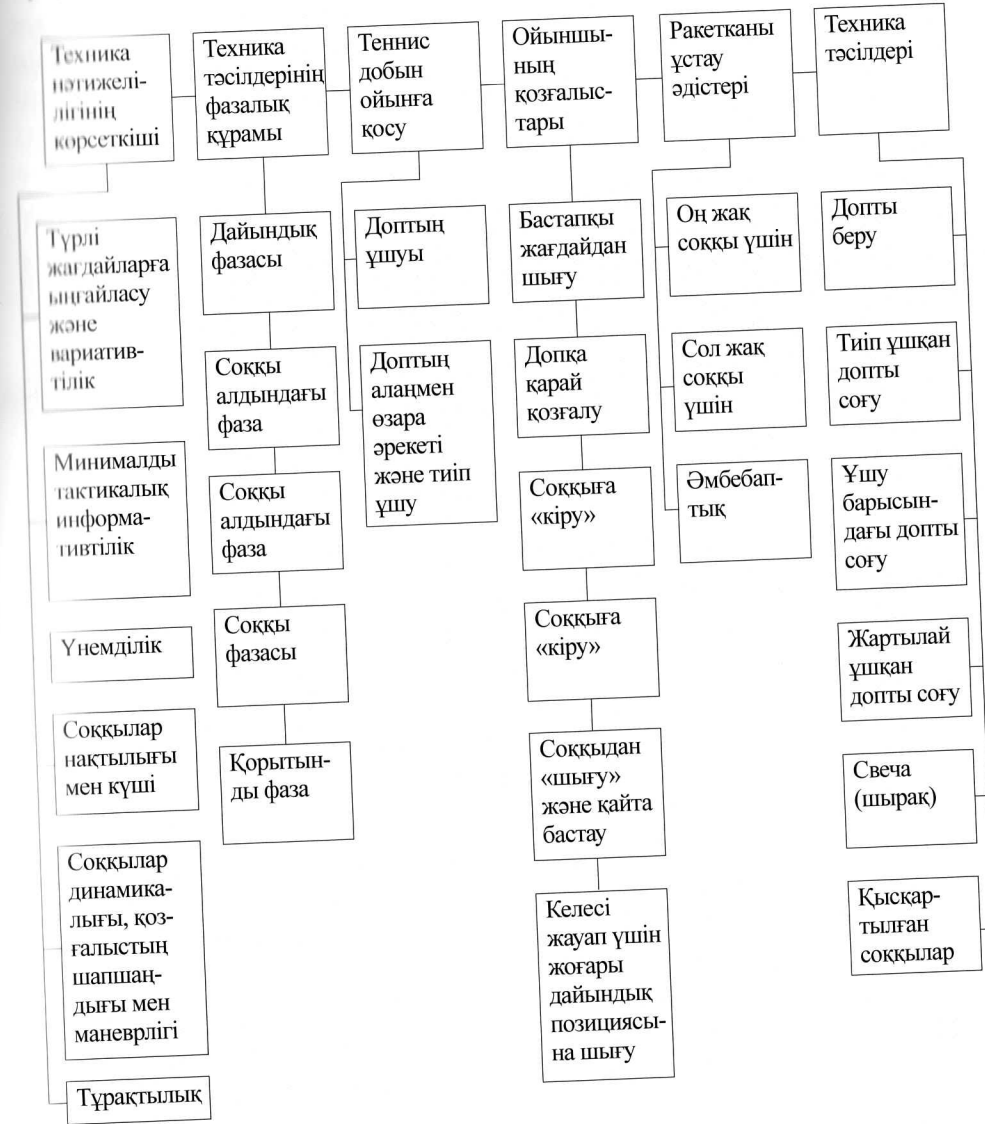 Техника
нәтижелі-
лігінің
көрсеткіші
Түрлі
жағдайларға
ыңғайласу
және
вариатив-
тілік
Минималды
тактикалық
информа-
тивтілік
Үнемділік
Соққылар
нақтылығы
мен күші
Соққылар
динамика-
лығы, қоз-
ғалыстың
шапшаң-
дығы мен
маневрлігі
Тұрақтылық
Техника
тәсілдерінің
фазалық
құрамы
Дайындық
фазасы
Соққы
алдындағы
фаза
Соққы
алдындағы
фаза
Соққы
фазасы
Қорытын-
ды фаза
Теннис
добын
ойынға
қосу
Доптың
ұшуы
Доптың
алаңмен
өзара
әрекеті
және тиіп
ұшу
Ойыншы-
ның
қозғалыс-
тары
Бастапқы
жағдайдан
шығу
Допқа
қарай
қозғалу
Соққыға
«кіру»
Соққыға
«кіру»
Соққыдан
«шығу»
және қайта
бастау
Келесі
жауап үшін
жоғары
дайындық
позициясы-
на шығу
Ракетканы
ұстау
әдістері
Оң жақ
соққы үшін
Сол жақ
соққы
үшін
Әмбебап-
тық
Техника
тәсілдері
Допты
беру
Тиіп ұшқан
допты
соғу
Ұшу
барысын-
дағы допты
соғу
Жартылай
ұшқан
допты соғу
Свеча
(шырақ)
Қысқар-
тылған
соққылар